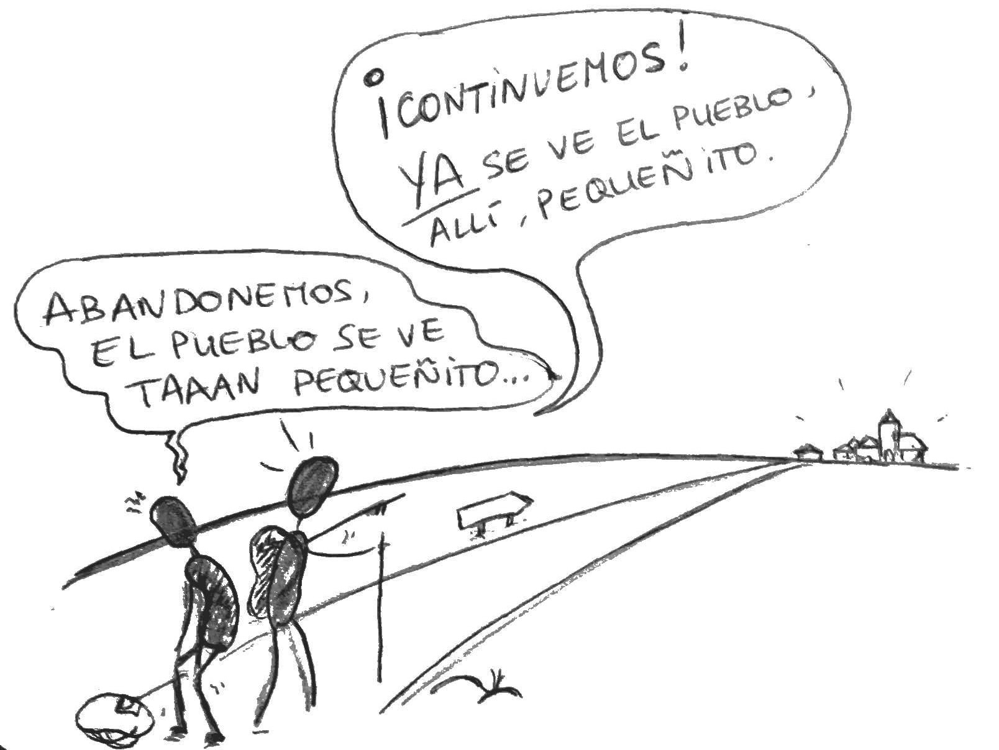 ¡CONTINUEMOS!
YA SE VE EL PUEBLO,
ALLÍ, PEQUEÑITO.
ABANDONEMOS,
EL PUEBLO SE VE
TAAAN PEQUEÑITO...